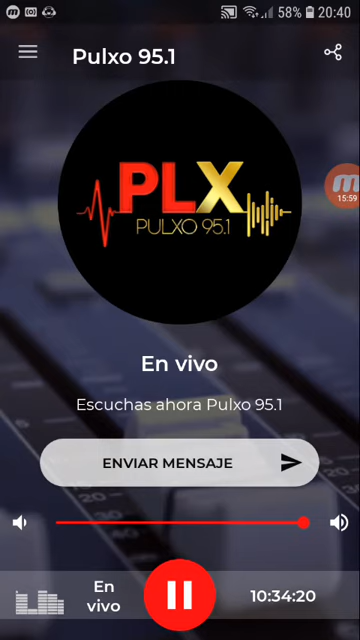 58% 20:40
Pulxo 95.1
PLX
PULXO 95.1
15:59
En vivo
Escuchas ahora Pulxo 95.1
ENVIAR MENSAJE
En
vivo
10:34:20